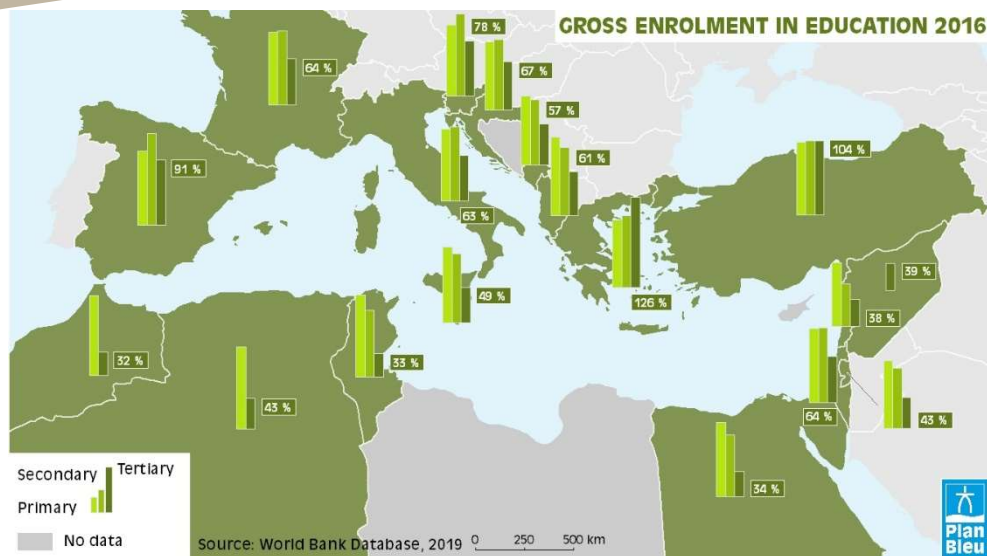 GROSS ENROLMENT IN EDUCATION 2016
78 %
64 %
67 %
57 %
104 %
61 %
91 %
63 %
39 %
49 %
126 %
38 %
32 %
33 %
43 %
64 %
43 %
34 %
Secondary
Tertiary
Primary
No data
Source: World Bank Database, 2019
0 500 km
Plan
Bleu